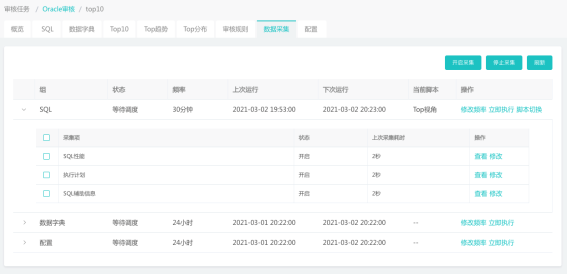 审核任务 / Oracle审核 / top10
概览 SQL 数据字典 Top10 Top趋势 Top分布 审核规则 数据采集 配置
开启采集 停止采集 刷新
组 状态 频率 上次运行 下次运行 当前脚本 操作
SQL 等待调度 30分钟 2021-03-02 19:53:00 2021-03-02 20:23:00 Top视角 修改频率 立即执行 脚本切换
采集项 状态 上次采集耗时 操作
SQL性能 开启 2秒 查看 修改
执行计划 开启 2秒 查看 修改
SQL辅助信息 开启 2秒 查看 修改
数据字典 等待调度 24小时 2021-03-01 20:22:00 2021-03-02 20:22:00 -- 修改频率 立即执行
配置 等待调度 24小时 2021-03-01 20:22:00 2021-03-02 20:22:00 -- 修改频率 立即执行